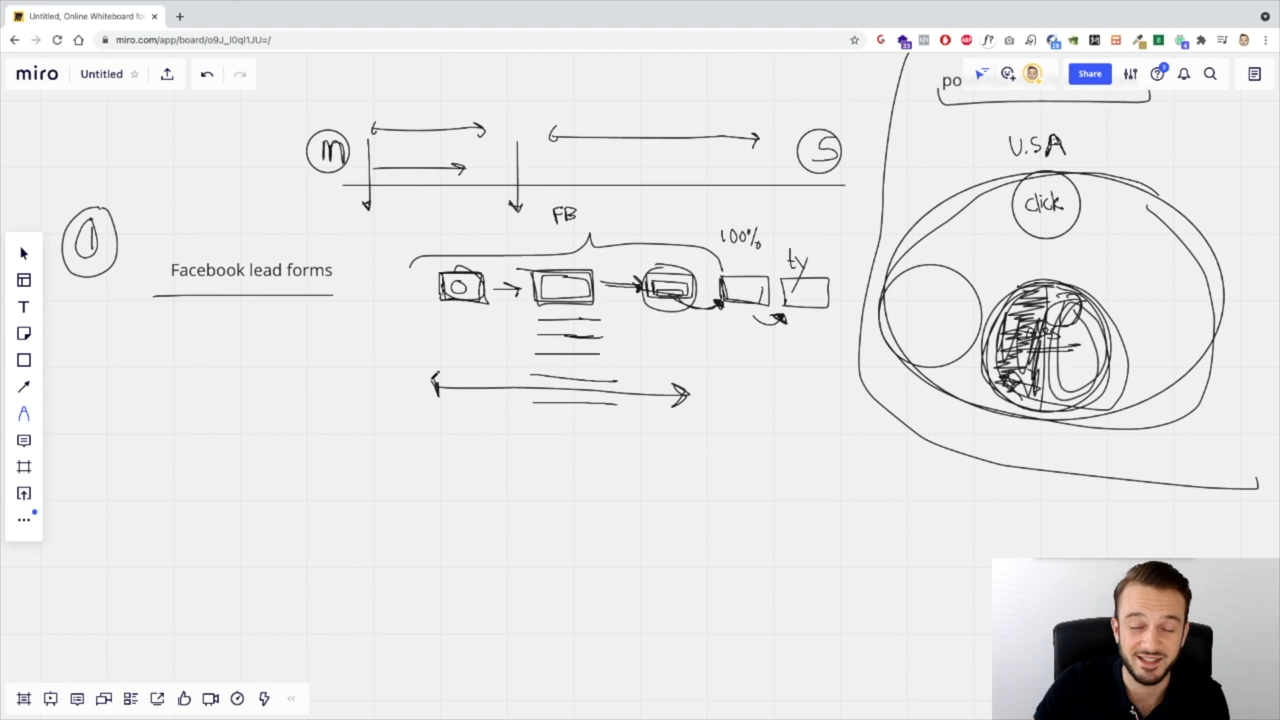 Untitled, Online Whiteboard fo
miro.com/app/board/o9J_l0ql1JU=/
miro
Untitled
Share
po
U.S.A
click
m
S
FB
100%
ty
Facebook lead forms